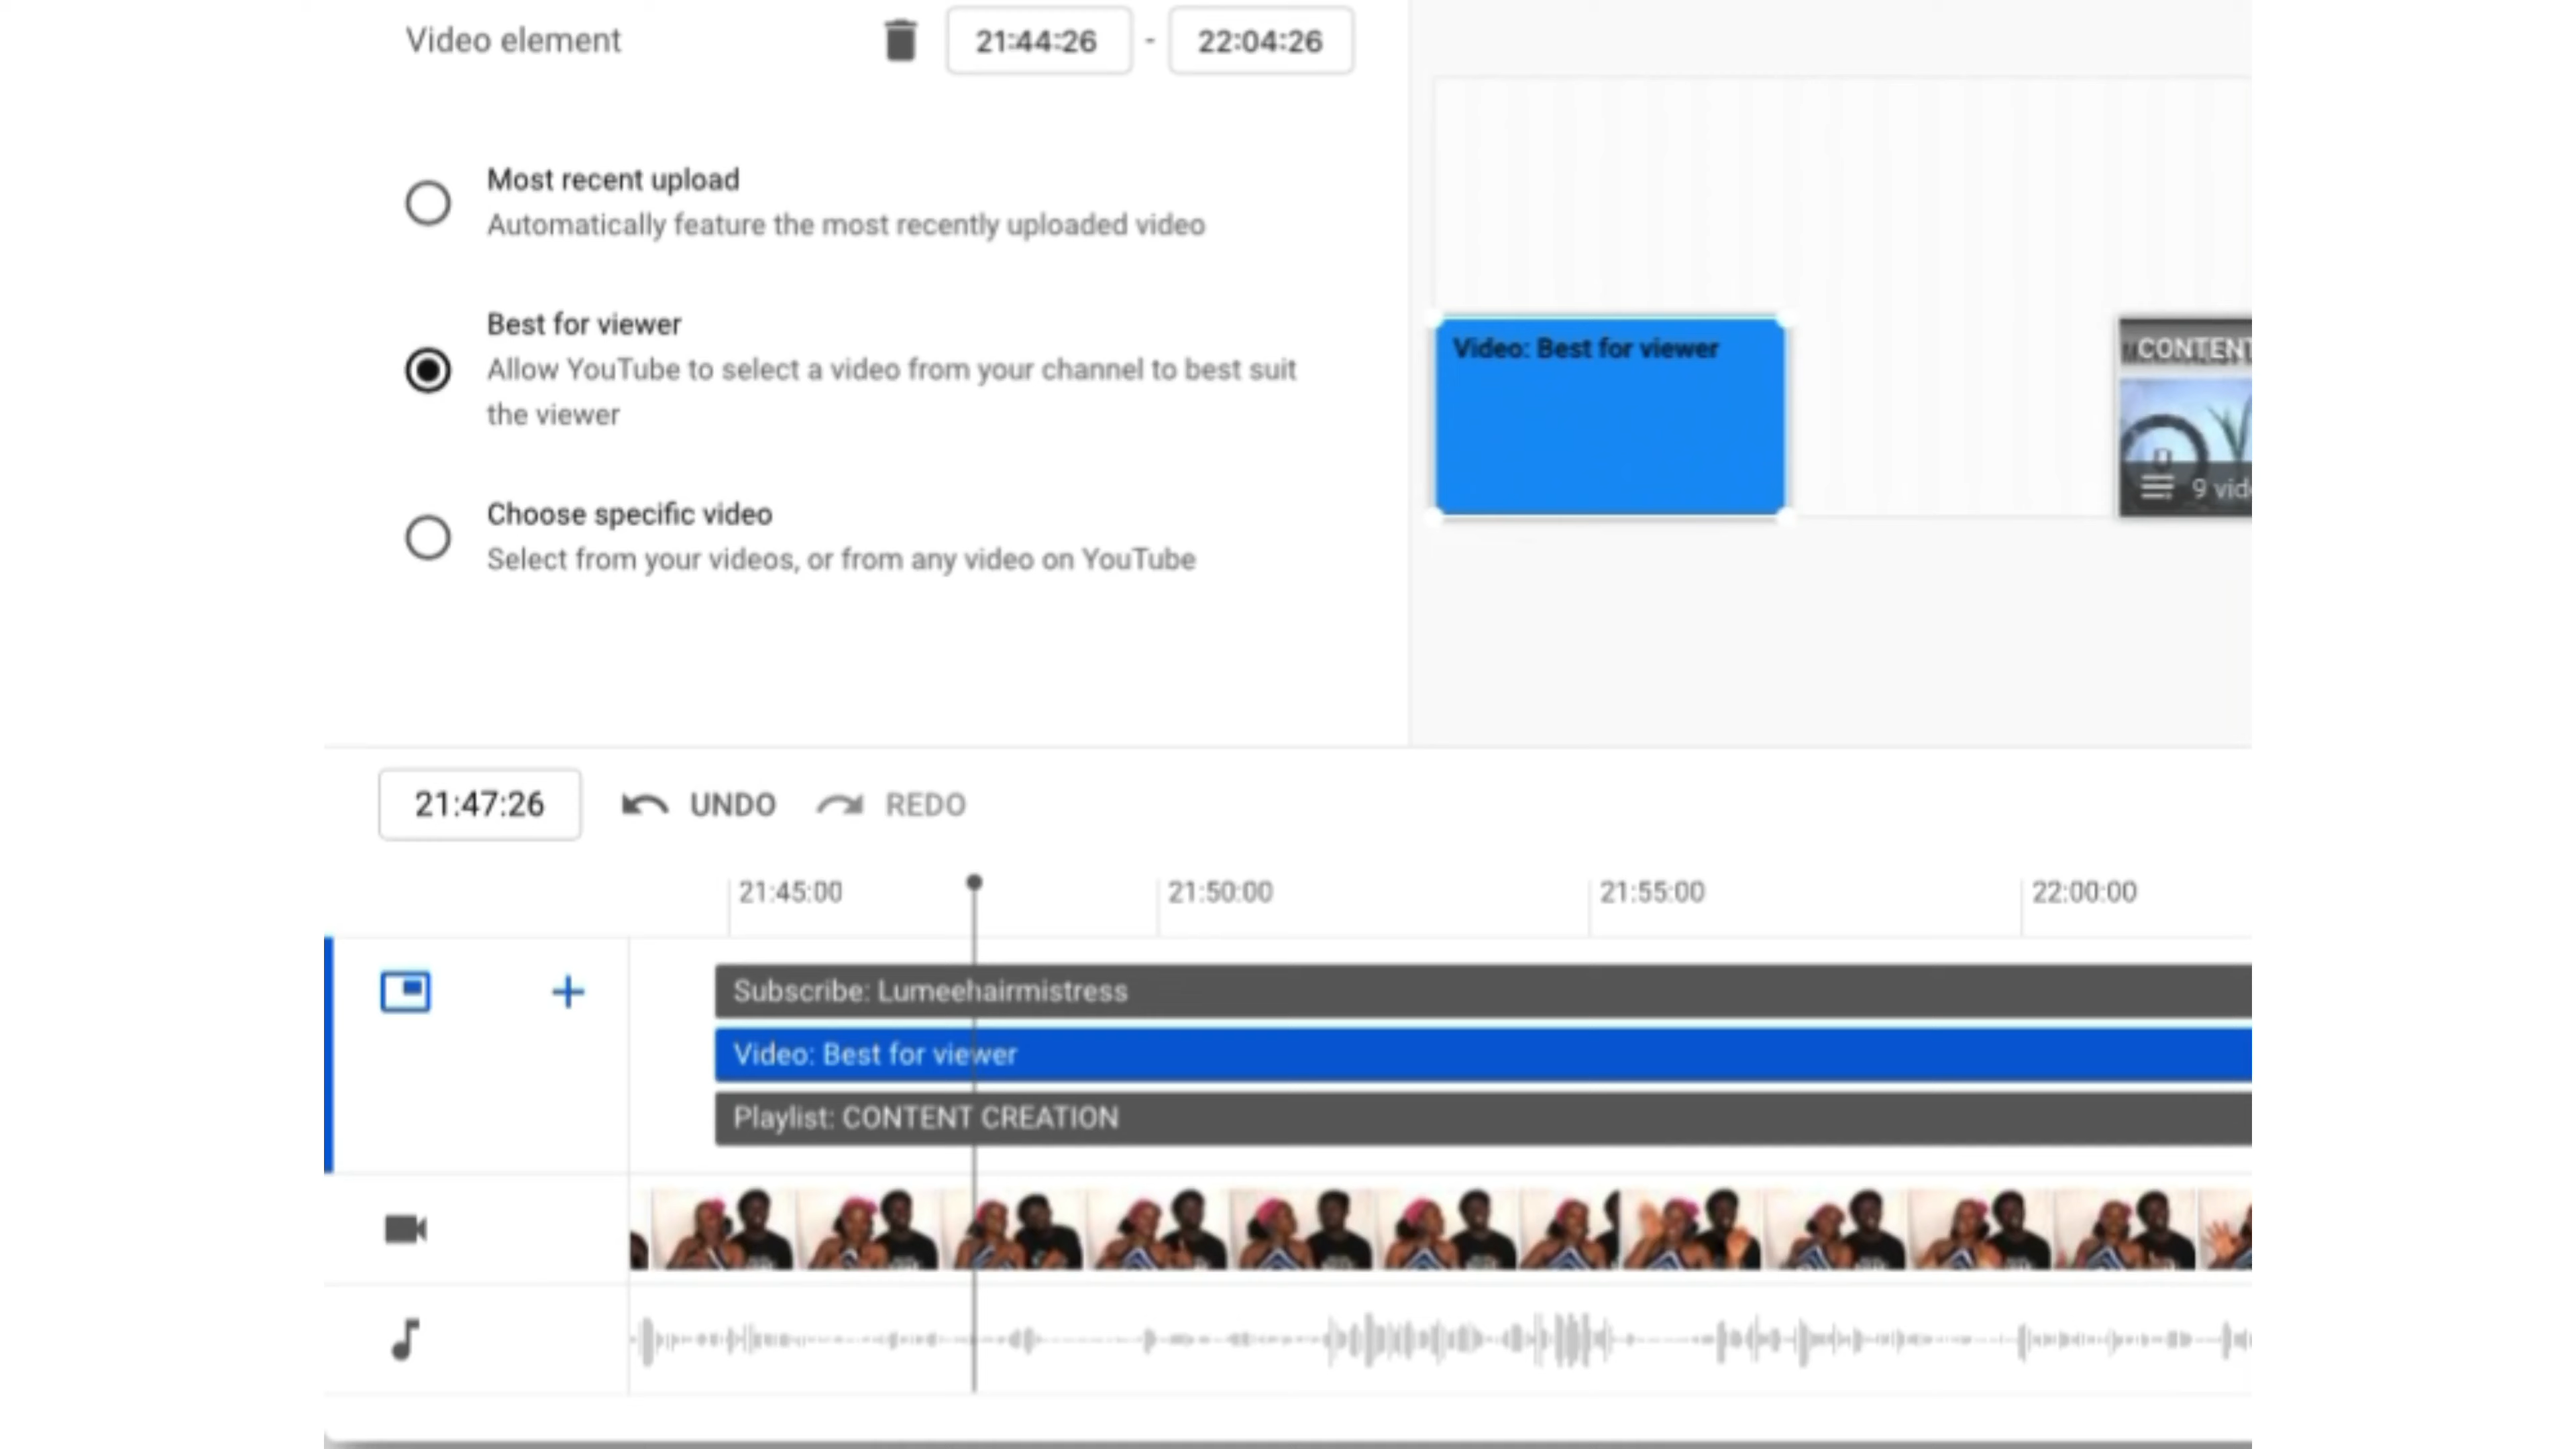 Video element
21:44:26 - 22:04:26
Most recent upload
Automatically feature the most recently uploaded video
Best for viewer
Allow YouTube to select a video from your channel to best suit
the viewer
Choose specific video
Select from your videos, or from any video on YouTube
Video: Best for viewer
CONTENT
9 vid
21:47:26 UNDO REDO
21:45:00 21:50:00 21:55:00 22:00:00
Subscribe: Lumeehairmistress
Video: Best for viewer
Playlist: CONTENT CREATION